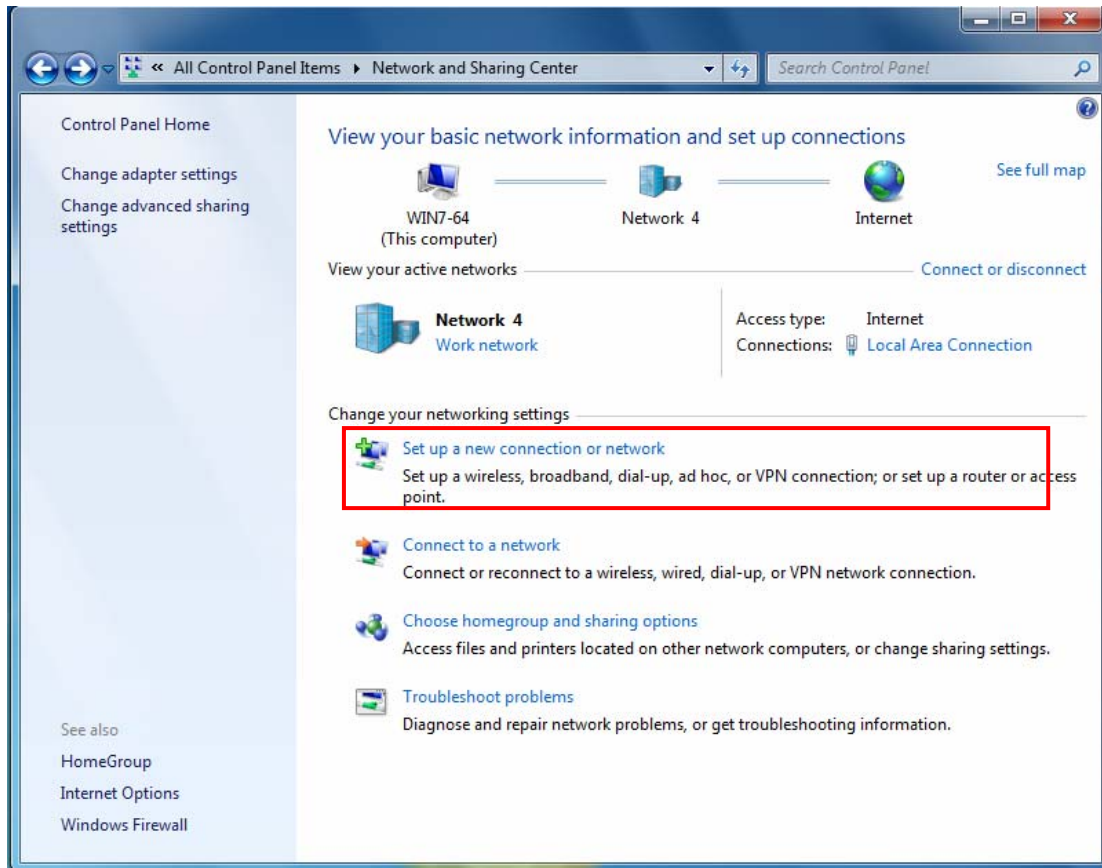 « All Control Panel Items ▸ Network and Sharing Center
Search Control Panel
Control Panel Home
Change adapter settings
Change advanced sharing
settings
See also
HomeGroup
Internet Options
Windows Firewall
View your basic network information and set up connections
See full map
WIN7-64
(This computer)
Network 4
Internet
View your active networks
Connect or disconnect
Network 4
Work network
Access type: Internet
Connections: Local Area Connection
Change your networking settings
Set up a new connection or network
Set up a wireless, broadband, dial-up, ad hoc, or VPN connection; or set up a router or access
point.
Connect to a network
Connect or reconnect to a wireless, wired, dial-up, or VPN network connection.
Choose homegroup and sharing options
Access files and printers located on other network computers, or change sharing settings.
Troubleshoot problems
Diagnose and repair network problems, or get troubleshooting information.